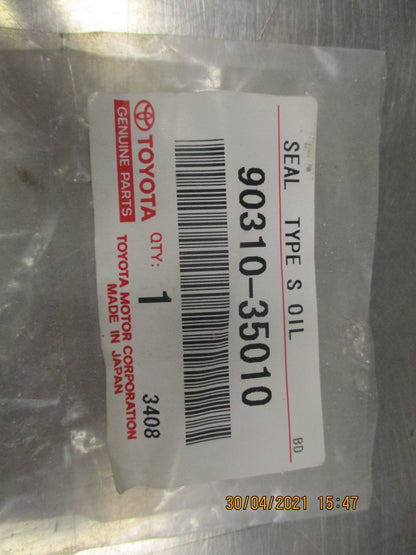 SEAL TYPE S OIL
BD
90310-35010
TOYOTA QTY: 1 3408
GENUINE PARTS
TOYOTA MOTOR CORPORATION
MADE IN JAPAN
30/04/2021 15:47